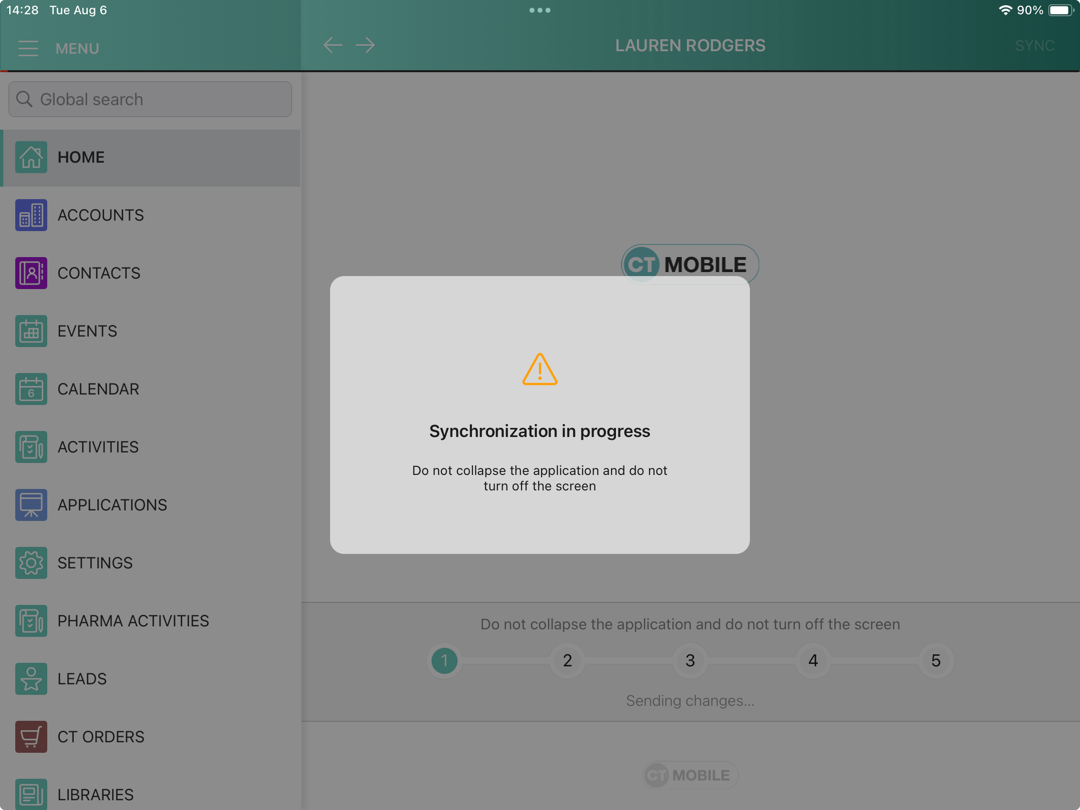 14:28 Tue Aug 6
90%
MENU
LAUREN RODGERS
SYNC
Global search
HOME
ACCOUNTS
CONTACTS
EVENTS
6
CALENDAR
ACTIVITIES
APPLICATIONS
SETTINGS
PHARMA ACTIVITIES
LEADS
CT ORDERS
LIBRARIES
CT MOBILE
Synchronization in progress
Do not collapse the application and do not
turn off the screen
Do not collapse the application and do not turn off the screen
1 2 3 4 5
Sending changes...
CT MOBILE